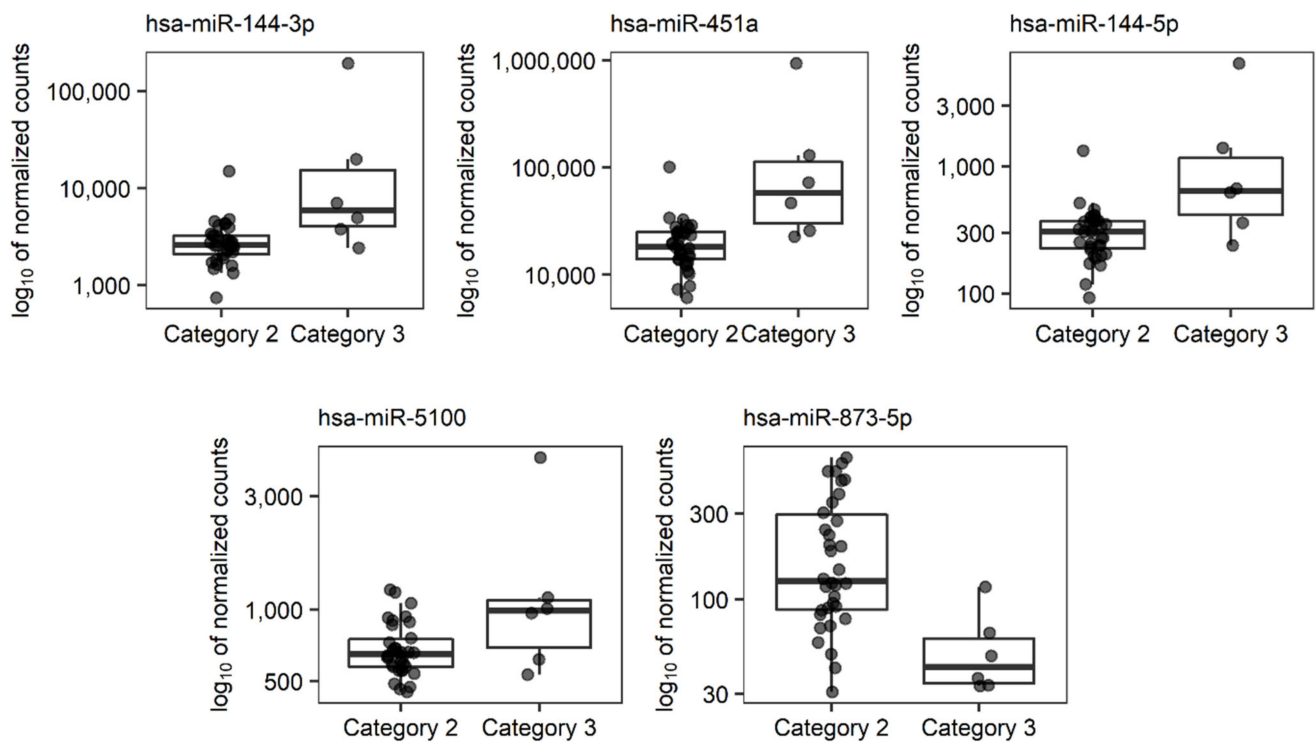 hsa-miR-144-3p
log10 of normalized counts
100,000
10,000
1,000
Category 2
Category 3
hsa-miR-451a
log10 of normalized counts
1,000,000
100,000
10,000
Category 2
Category 3
hsa-miR-144-5p
log10 of normalized counts
3,000
1,000
300
100
Category 2
Category 3
hsa-miR-5100
log10 of normalized counts
3,000
1,000
500
Category 2
Category 3
hsa-miR-873-5p
log10 of normalized counts
300
100
30
Category 2
Category 3